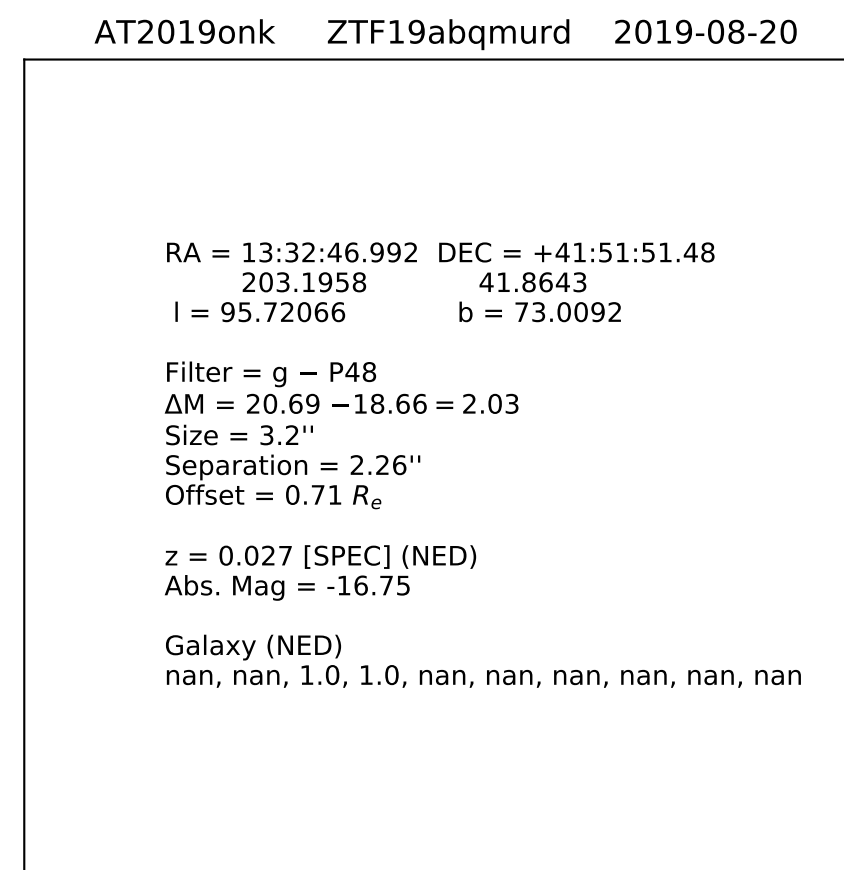 AT2019onk ZTF19abqmurd 2019-08-20
RA = 13:32:46.992 DEC = +41:51:51.48
203.1958 41.8643
l = 95.72066 b = 73.0092
Filter = g − P48
ΔM = 20.69 −18.66 = 2.03
Size = 3.2''
Separation = 2.26''
Offset = 0.71 Rₑ
z = 0.027 [SPEC] (NED)
Abs. Mag = -16.75
Galaxy (NED)
nan, nan, 1.0, 1.0, nan, nan, nan, nan, nan, nan